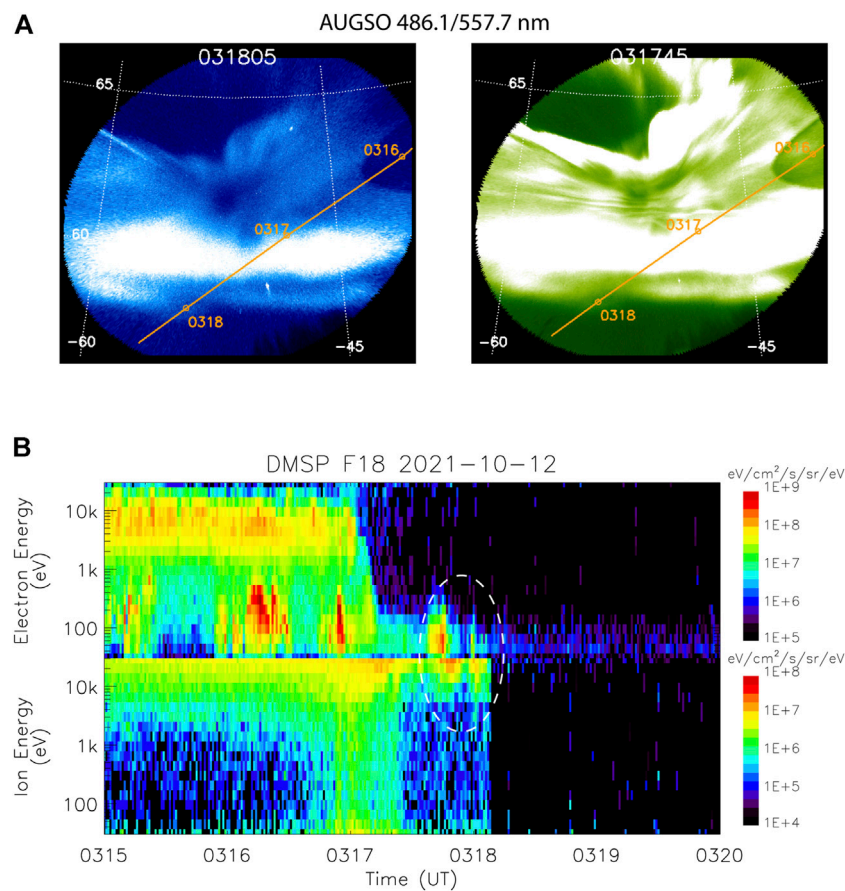 A
AUGSO 486.1/557.7 nm
031805
65
60
0316
0317
0318
-60
-45
031745
65
0316
0317
0318
-60
-45
B
DMSP F18 2021-10-12
Electron Energy
(eV)
10k
1k
100
Ion Energy
(eV)
10k
1k
100
0315 0316 0317 0318 0319 0320
Time (UT)
eV/cm²/s/sr/eV
1E+9
1E+8
1E+7
1E+6
1E+5
eV/cm²/s/sr/eV
1E+8
1E+7
1E+6
1E+5
1E+4